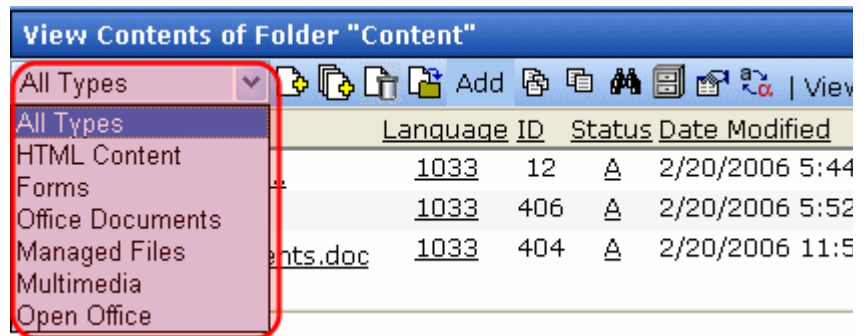 View Contents of Folder "Content"
All Types Add | View
All Types Language ID Status Date Modified
HTML Content .. 1033 12 A 2/20/2006 5:44
Forms
Office Documents 1033 406 A 2/20/2006 5:52
Managed Files ents.doc 1033 404 A 2/20/2006 11:5
Multimedia
Open Office